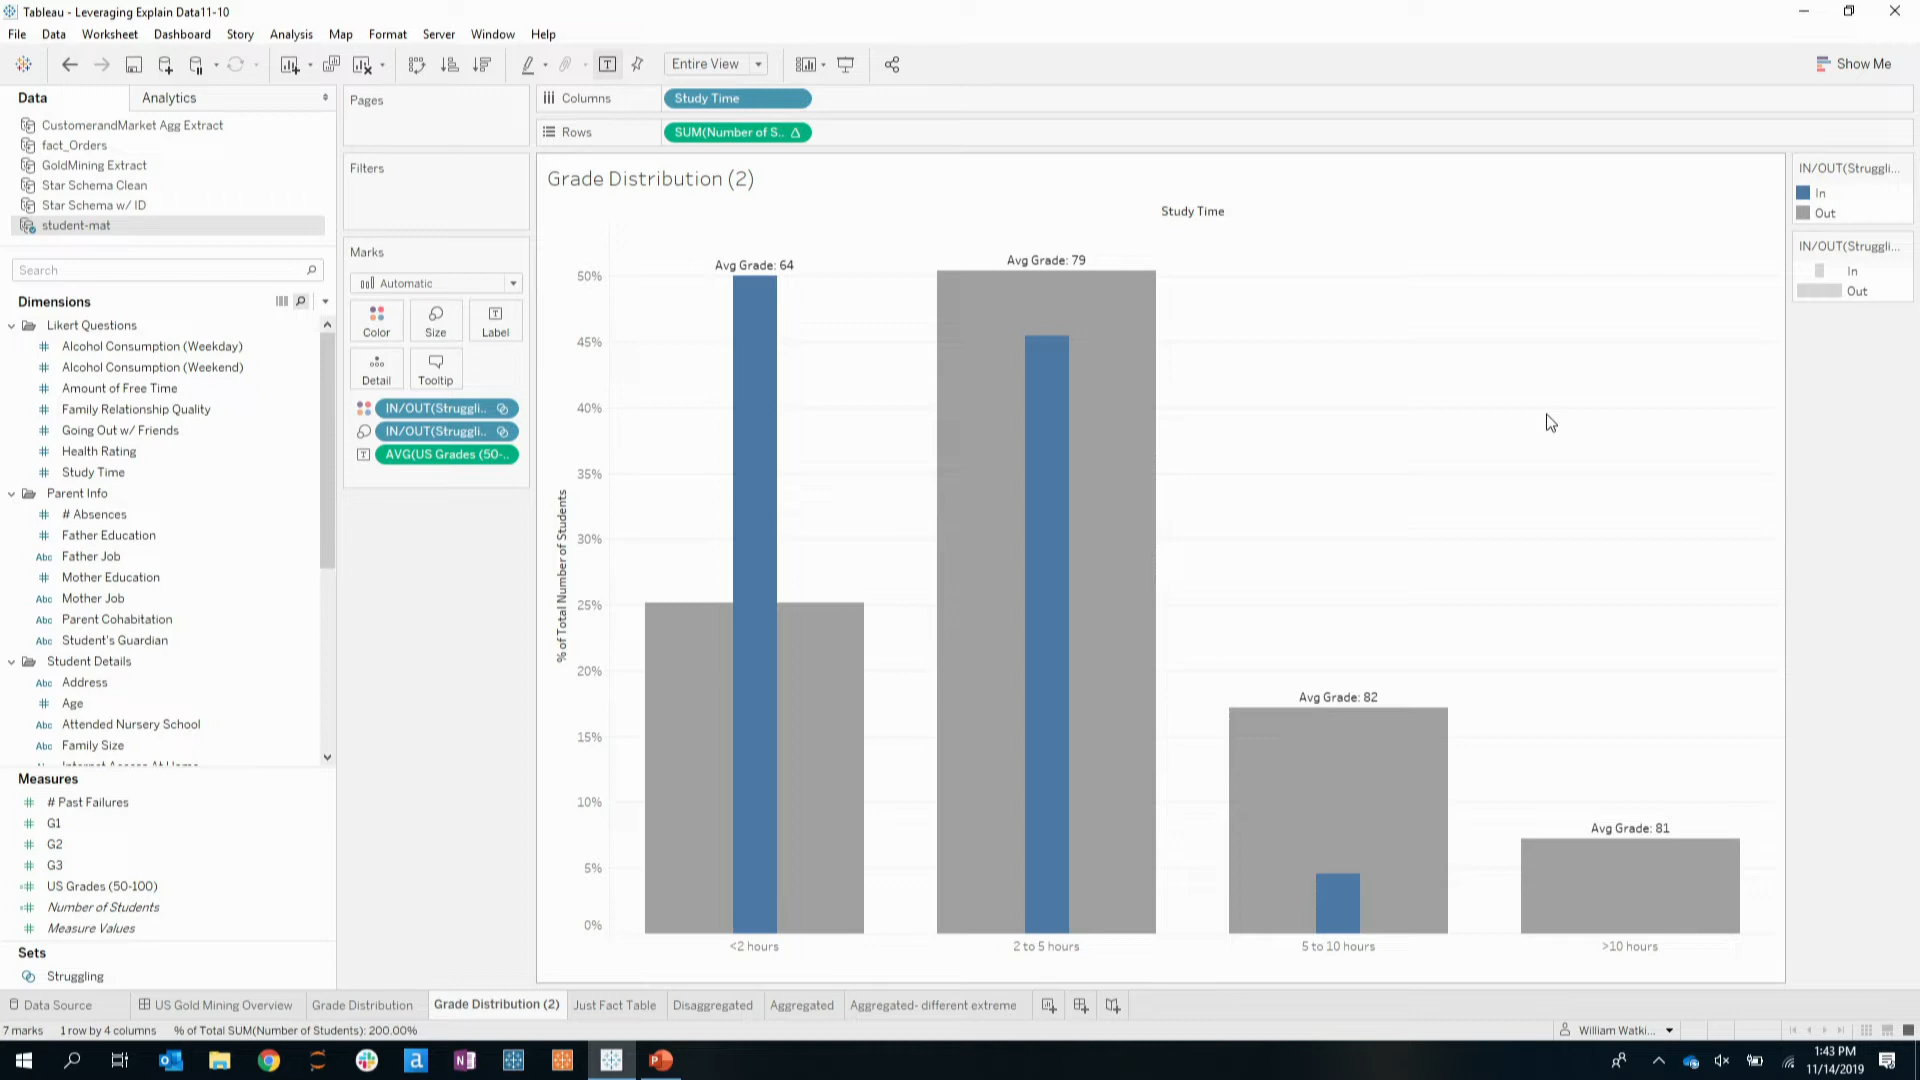 Tableau - Leveraging Explain Data11-10
File Data Worksheet Dashboard Story Analysis Map Format Server Window Help
Entire View
Show Me
Data
Analytics
CustomerandMarket Agg Extract
fact_Orders
GoldMining Extract
Star Schema Clean
Star Schema w/ ID
student-mat
Search
Dimensions
Likert Questions
Alcohol Consumption (Weekday)
Alcohol Consumption (Weekend)
Amount of Free Time
Family Relationship Quality
Going Out w/ Friends
Health Rating
Study Time
Parent Info
# Absences
Father Education
Abc Father Job
Mother Education
Abc Mother Job
Abc Parent Cohabitation
Abc Student's Guardian
Student Details
Abc Address
Age
Abc Attended Nursery School
Abc Family Size
Measures
# Past Failures
G1
G2
G3
US Grades (50-100)
Number of Students
Measure Values
Sets
Struggling
Pages
Filters
Marks
Automatic
Color
Size
Label
Detail
Tooltip
IN/OUT(Struggli..
IN/OUT(Struggli..
AVG(US Grades (50-..
Columns
Study Time
Rows
SUM(Number of S.. Δ
Grade Distribution (2)
Study Time
% of Total Number of Students
50%
45%
40%
35%
30%
25%
20%
15%
10%
5%
0%
Avg Grade: 64
Avg Grade: 79
Avg Grade: 82
Avg Grade: 81
<2 hours
2 to 5 hours
5 to 10 hours
>10 hours
IN/OUT(Struggli...
In
Out
IN/OUT(Struggli...
In
Out
Data Source
US Gold Mining Overview
Grade Distribution
Grade Distribution (2)
Just Fact Table
Disaggregated
Aggregated
Aggregated- different extreme
7 marks 1 row by 4 columns % of Total SUM(Number of Students): 200.00%
William Watki...
1:43 PM
11/14/2019